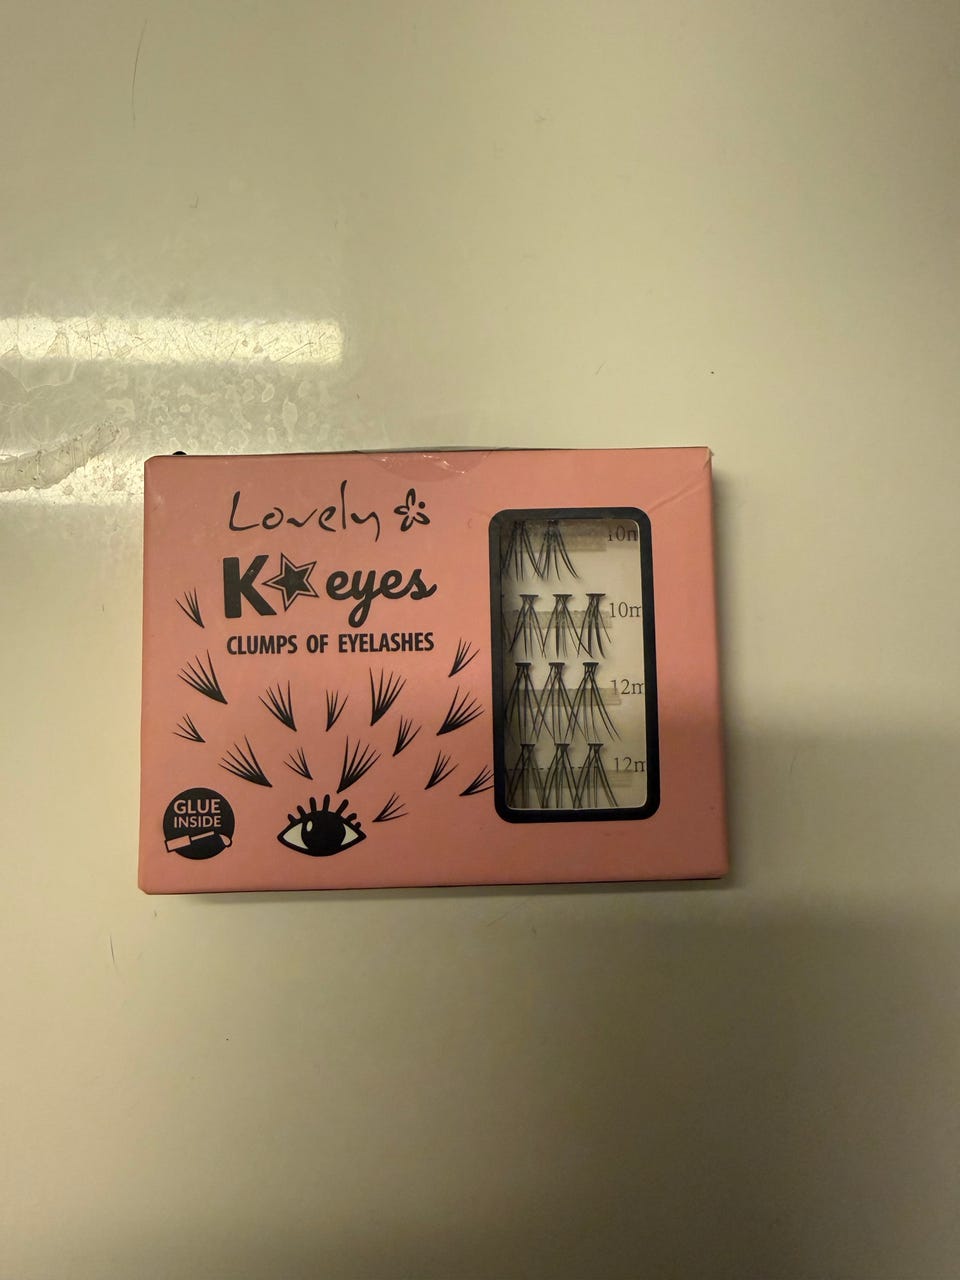 Lovely
K eyes
CLUMPS OF EYELASHES
GLUE
INSIDE
10m
10m
12m
12m